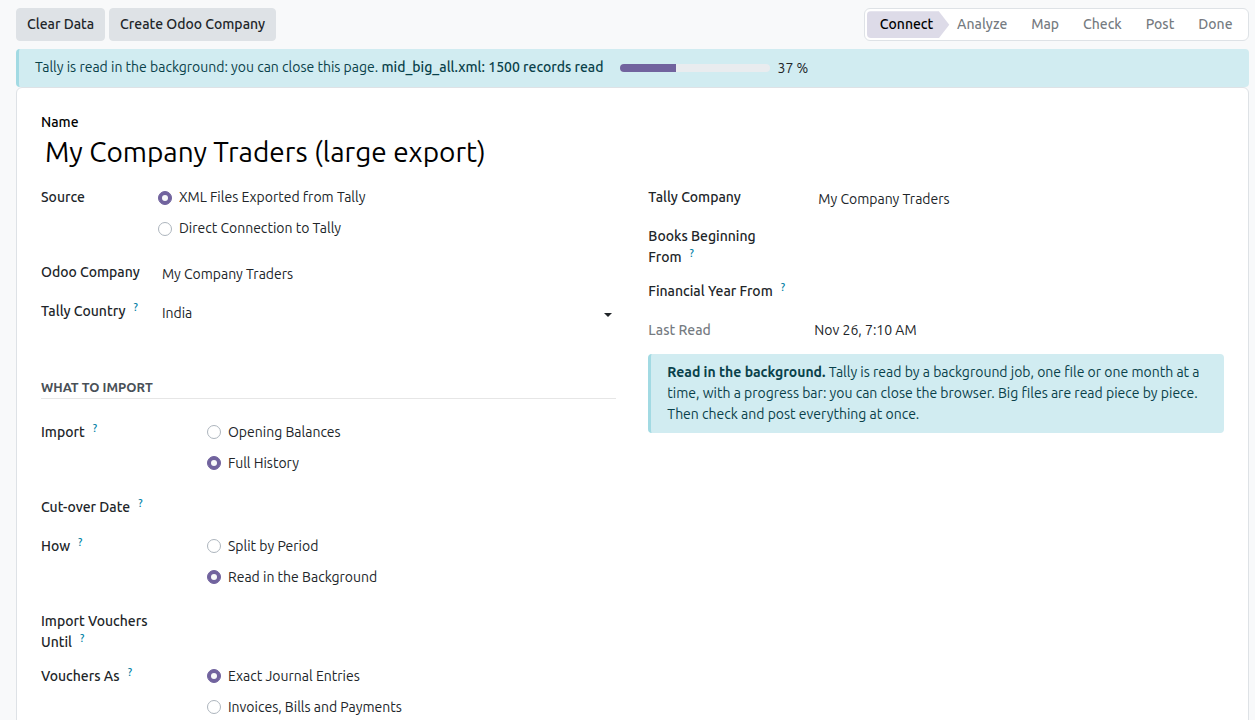 Clear Data Create Odoo Company Connect Analyze Map Check Post Done
Tally is read in the background: you can close this page. mid_big_all.xml: 1500 records read 37 %
Name
My Company Traders (large export)
Source
XML Files Exported from Tally
Direct Connection to Tally
Odoo Company My Company Traders
Tally Country ? India
WHAT TO IMPORT
Import ?
Opening Balances
Full History
Cut-over Date ?
How ?
Split by Period
Read in the Background
Import Vouchers
Until ?
Vouchers As ?
Exact Journal Entries
Invoices, Bills and Payments
Tally Company My Company Traders
Books Beginning
From ?
Financial Year From ?
Last Read Nov 26, 7:10 AM
Read in the background. Tally is read by a background job, one file or one month at a
time, with a progress bar: you can close the browser. Big files are read piece by piece.
Then check and post everything at once.